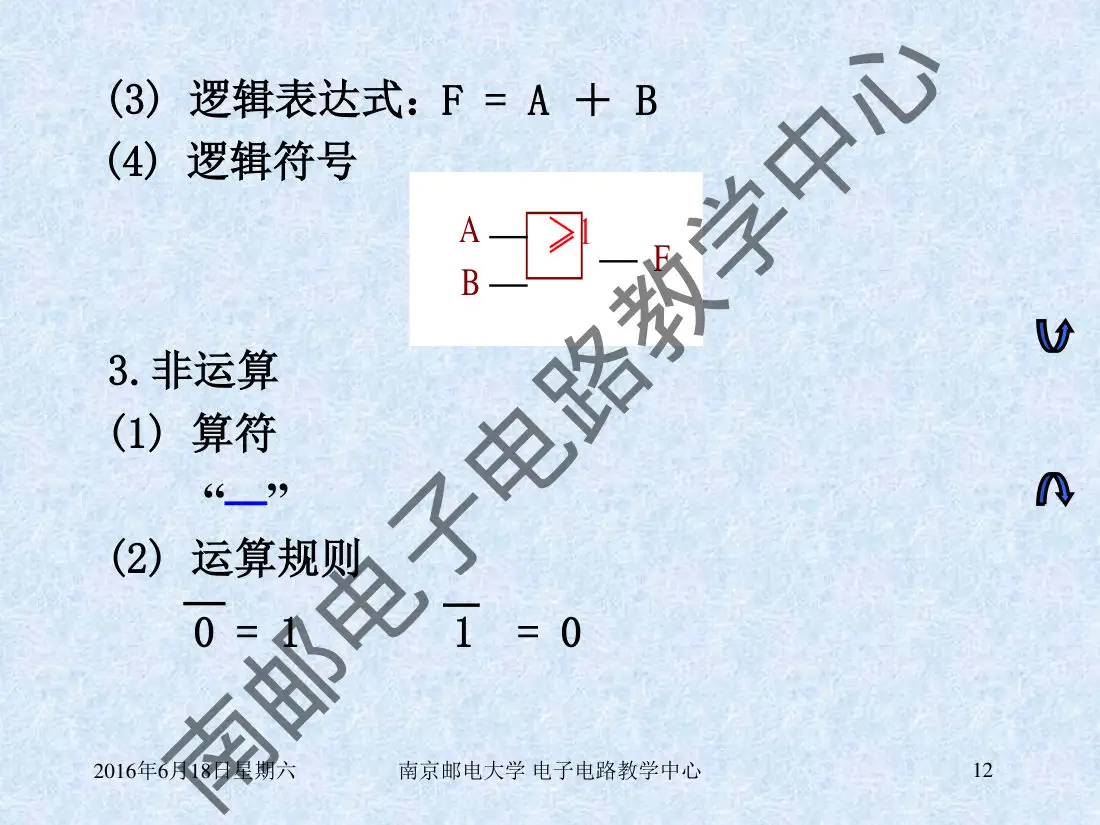 (3) 逻辑表达式：F = A ＋ B
(4) 逻辑符号
A ≥1
F
B
3.非运算
(1) 算符
“—”
(2) 运算规则
0̅ = 1 1̅ = 0
南邮电子电路教学中心
2016年6月18日星期六 南京邮电大学 电子电路教学中心 12